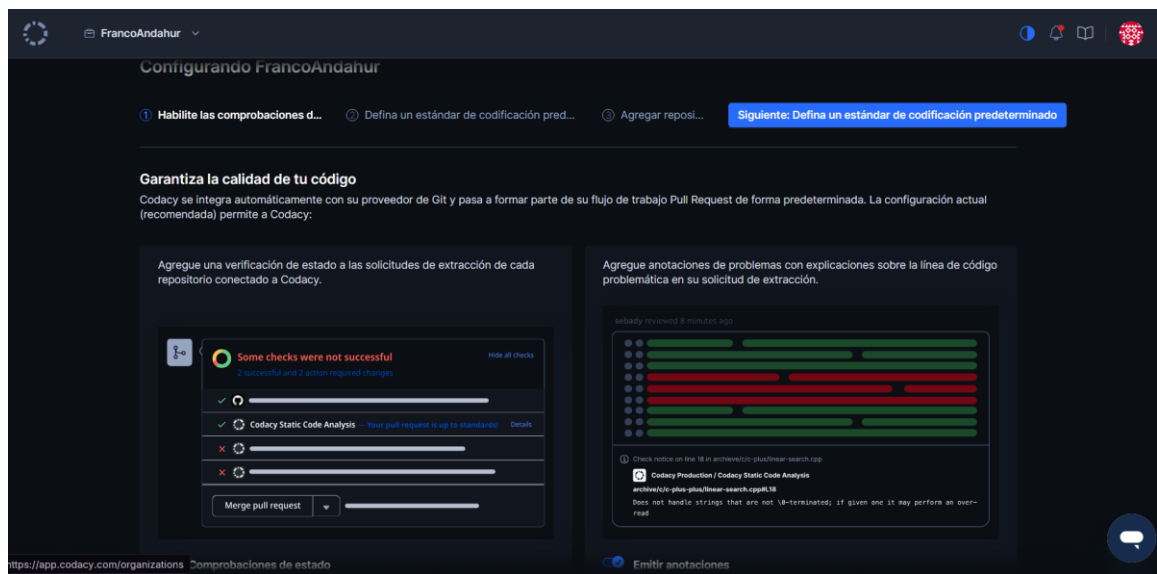 FrancoAndahur
Configurando FrancoAndahur
1 Habilite las comprobaciones d...
2 Defina un estándar de codificación pred...
3 Agregar reposi...
Siguiente: Defina un estándar de codificación predeterminado
Garantiza la calidad de tu código
Codacy se integra automáticamente con su proveedor de Git y pasa a formar parte de su flujo de trabajo Pull Request de forma predeterminada. La configuración actual
(recomendada) permite a Codacy:
Agregue una verificación de estado a las solicitudes de extracción de cada
repositorio conectado a Codacy.
Some checks were not successful
Hide all checks
2 successful and 2 action required changes
Codacy Static Code Analysis – Your pull request is up to standards! Details
Merge pull request
Comprobaciones de estado
Agregue anotaciones de problemas con explicaciones sobre la línea de código
problemática en su solicitud de extracción.
sebady reviewed 8 minutes ago
Check notice on line 18 in archieve/c/c-plus/linear-search.cpp
Codacy Production / Codacy Static Code Analysis
archive/c/c-plus-plus/linear-search.cpp#L18
Does not handle strings that are not \0-terminated; if given one it may perform an over-
read
Emitir anotaciones
https://app.codacy.com/organizations